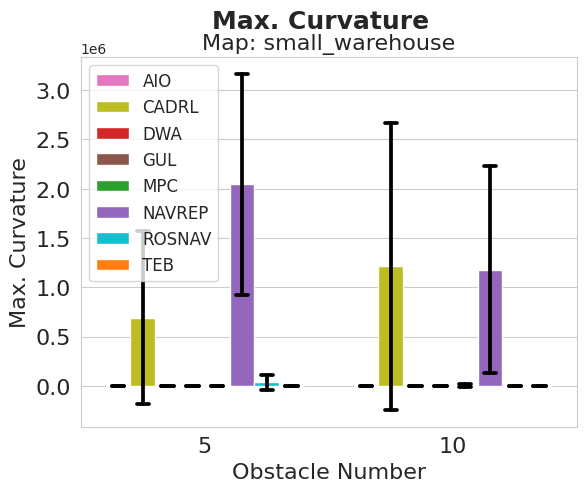 Max. Curvature
Map: small_warehouse
1e6
AIO
CADRL
DWA
GUL
MPC
NAVREP
ROSNAV
TEB
3.0
2.5
2.0
1.5
1.0
0.5
0.0
Max. Curvature
5
10
Obstacle Number